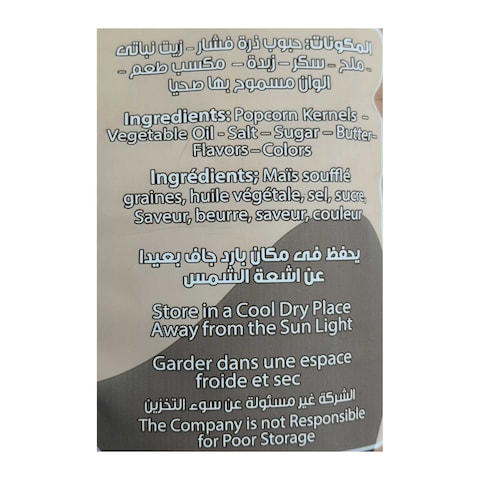 المكونات: حبوب ذرة فشار - زيت نباتى
- ملح - سكر - زبدة - مكسب طعم -
الوان مسموح بها صحيا
Ingredients: Popcorn Kernels -
Vegetable Oil - Salt – Sugar – Butter-
Flavors – Colors
Ingrédients; Maïs soufflé
graines, huile végétale, sel, sucre,
Saveur, beurre, saveur, couleur
يحفظ فى مكان بارد جاف بعيدا
عن اشعة الشمس
Store in a Cool Dry Place
Away from the Sun Light
Garder dans une espace
froide et sec
الشركة غير مسئولة عن سوء التخزين
The Company is not Responsible
for Poor Storage